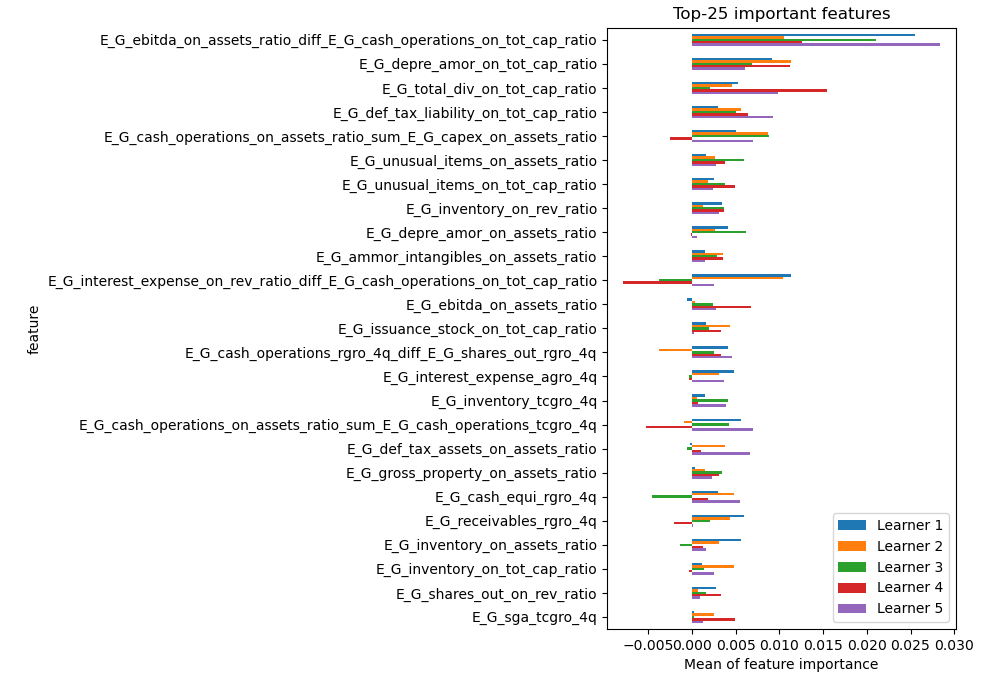 Top-25 important features
E_G_ebitda_on_assets_ratio_diff_E_G_cash_operations_on_tot_cap_ratio
E_G_depre_amor_on_tot_cap_ratio
E_G_total_div_on_tot_cap_ratio
E_G_def_tax_liability_on_tot_cap_ratio
E_G_cash_operations_on_assets_ratio_sum_E_G_capex_on_assets_ratio
E_G_unusual_items_on_assets_ratio
E_G_unusual_items_on_tot_cap_ratio
E_G_inventory_on_rev_ratio
E_G_depre_amor_on_assets_ratio
E_G_ammor_intangibles_on_assets_ratio
E_G_interest_expense_on_rev_ratio_diff_E_G_cash_operations_on_tot_cap_ratio
E_G_ebitda_on_assets_ratio
E_G_issuance_stock_on_tot_cap_ratio
E_G_cash_operations_rgro_4q_diff_E_G_shares_out_rgro_4q
E_G_interest_expense_agro_4q
E_G_inventory_tcgro_4q
E_G_cash_operations_on_assets_ratio_sum_E_G_cash_operations_tcgro_4q
E_G_def_tax_assets_on_assets_ratio
E_G_gross_property_on_assets_ratio
E_G_cash_equi_rgro_4q
E_G_receivables_rgro_4q
E_G_inventory_on_assets_ratio
E_G_inventory_on_tot_cap_ratio
E_G_shares_out_on_rev_ratio
E_G_sga_tcgro_4q
feature
Learner 1
Learner 2
Learner 3
Learner 4
Learner 5
−0.005 0.000 0.005 0.010 0.015 0.020 0.025 0.030
Mean of feature importance